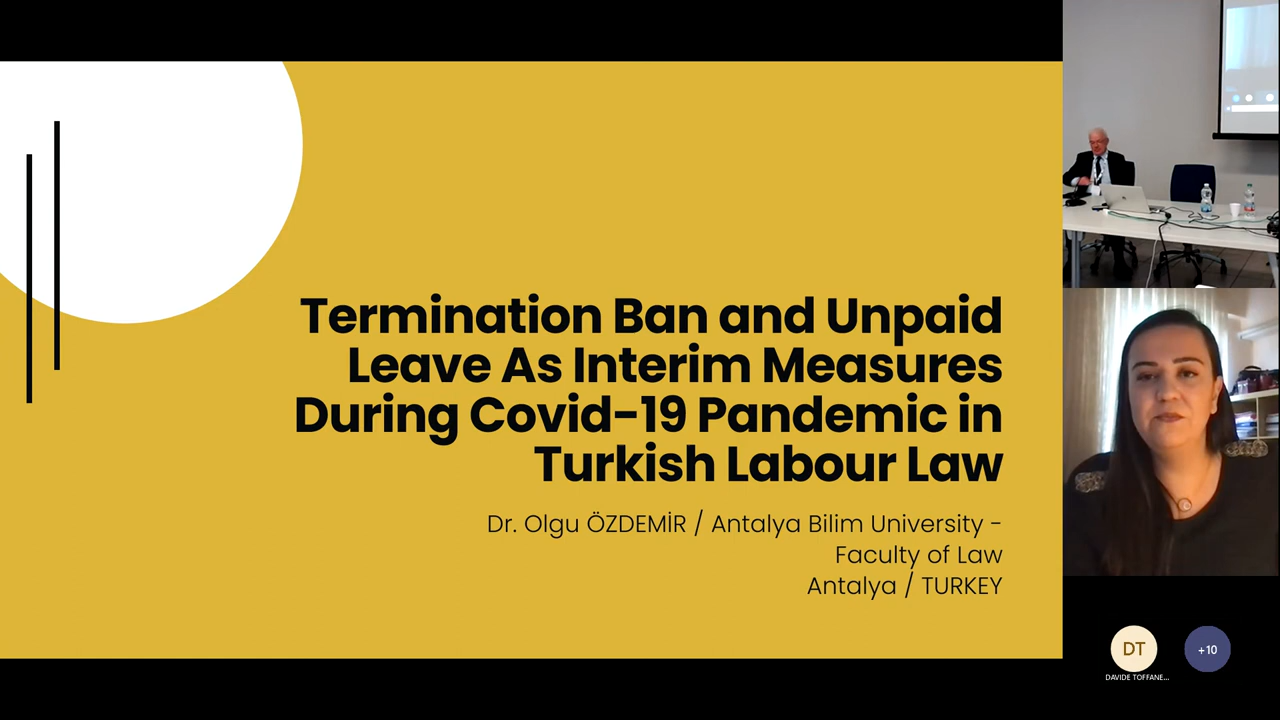 Termination Ban and Unpaid
Leave As Interim Measures
During Covid-19 Pandemic in
Turkish Labour Law
Dr. Olgu ÖZDEMİR / Antalya Bilim University -
Faculty of Law
Antalya / TURKEY
DT
+10
DAVIDE TOFFANE...